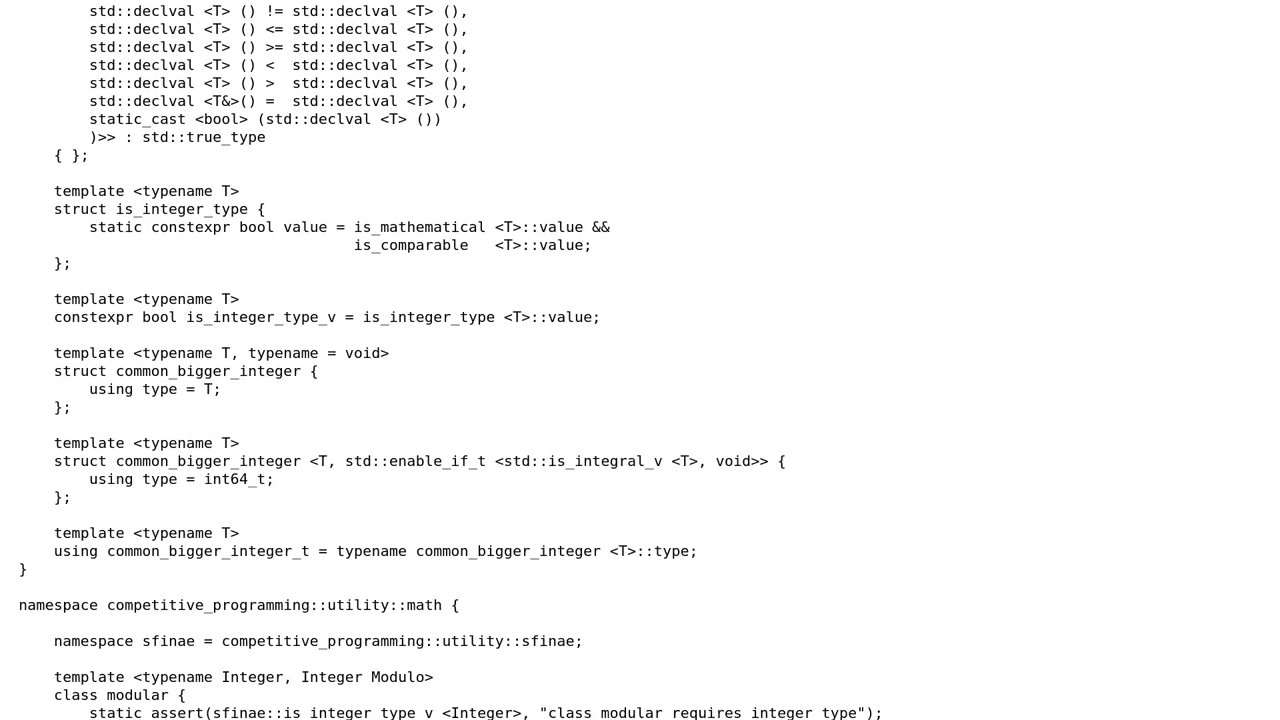 std::declval <T> () != std::declval <T> (),
std::declval <T> () <= std::declval <T> (),
std::declval <T> () >= std::declval <T> (),
std::declval <T> () <  std::declval <T> (),
std::declval <T> () >  std::declval <T> (),
std::declval <T&>() =  std::declval <T> (),
static_cast <bool> (std::declval <T> ())
)>> : std::true_type
{ };
template <typename T>
struct is_integer_type {
static constexpr bool value = is_mathematical <T>::value &&
is_comparable   <T>::value;
};
template <typename T>
constexpr bool is_integer_type_v = is_integer_type <T>::value;
template <typename T, typename = void>
struct common_bigger_integer {
using type = T;
};
template <typename T>
struct common_bigger_integer <T, std::enable_if_t <std::is_integral_v <T>, void>> {
using type = int64_t;
};
template <typename T>
using common_bigger_integer_t = typename common_bigger_integer <T>::type;
}
namespace competitive_programming::utility::math {
namespace sfinae = competitive_programming::utility::sfinae;
template <typename Integer, Integer Modulo>
class modular {
static_assert(sfinae::is_integer_type_v <Integer>, "class modular requires integer type");